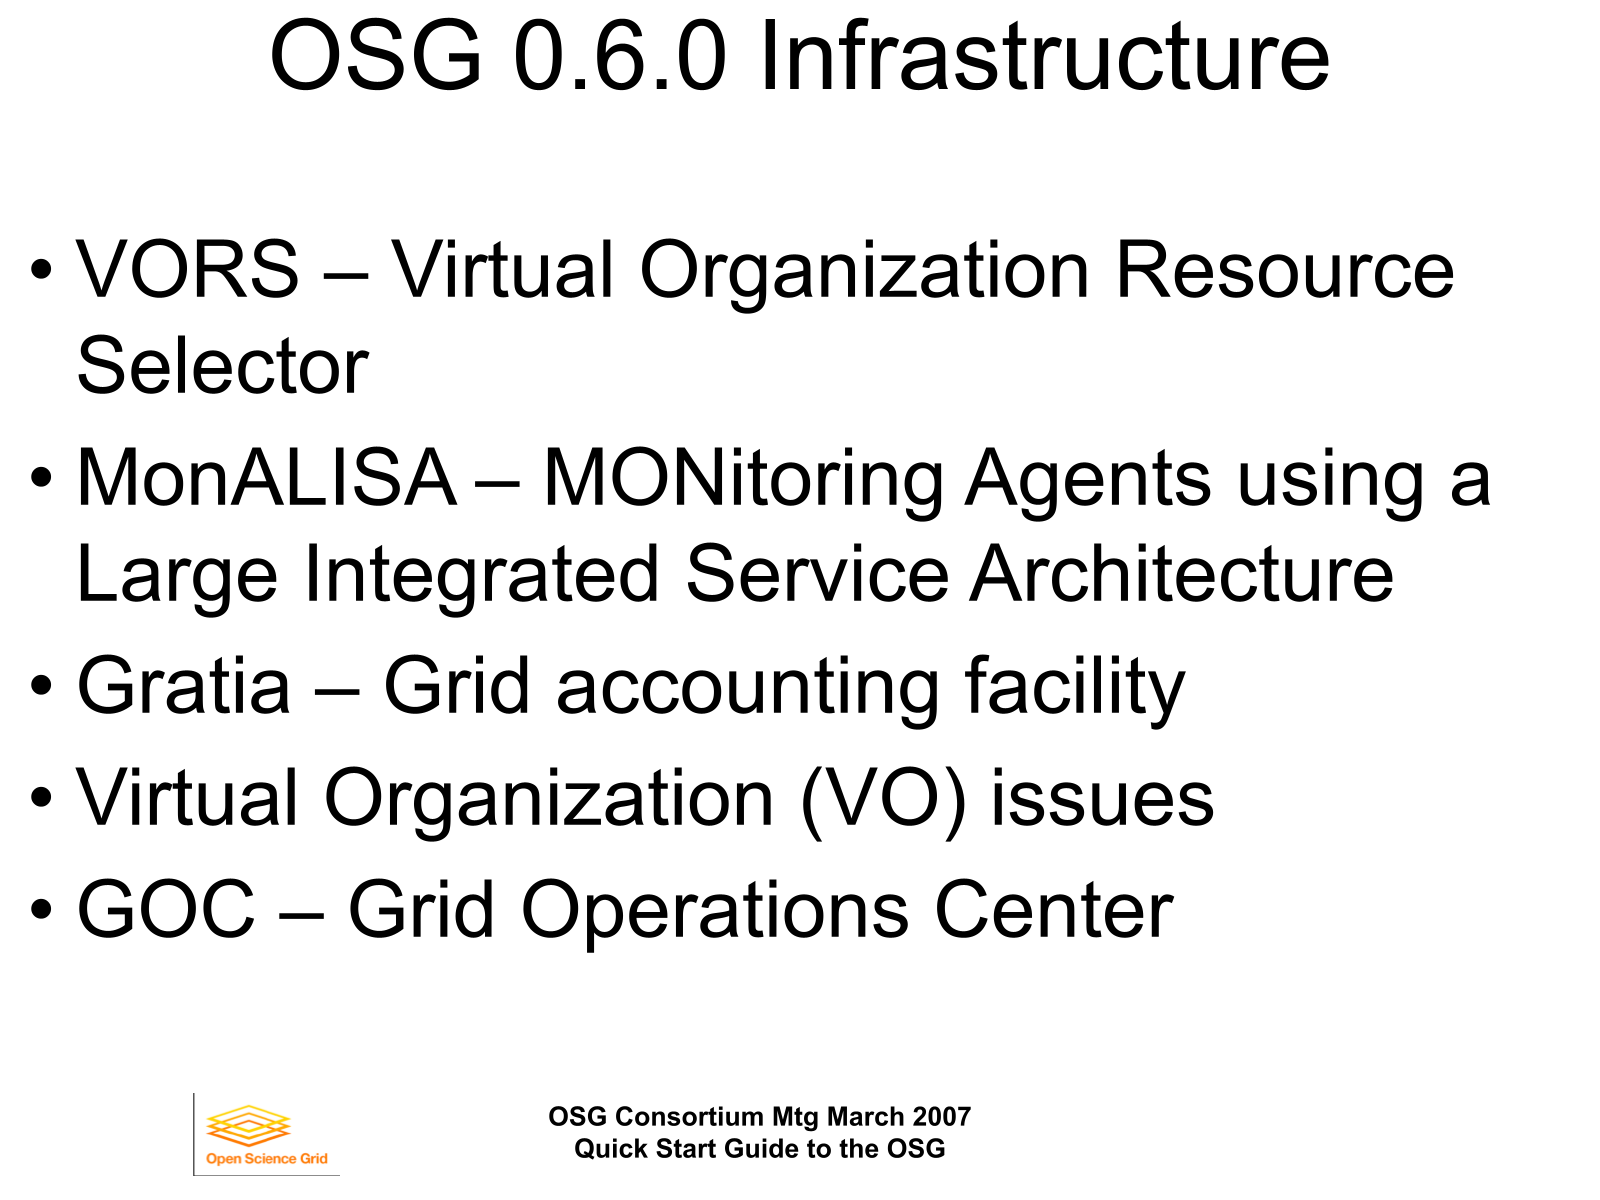 OSG 0.6.0 Infrastructure
• VORS – Virtual Organization Resource
Selector
• MonALISA – MONitoring Agents using a
Large Integrated Service Architecture
• Gratia – Grid accounting facility
• Virtual Organization (VO) issues
• GOC – Grid Operations Center
Open Science Grid
OSG Consortium Mtg March 2007
Quick Start Guide to the OSG